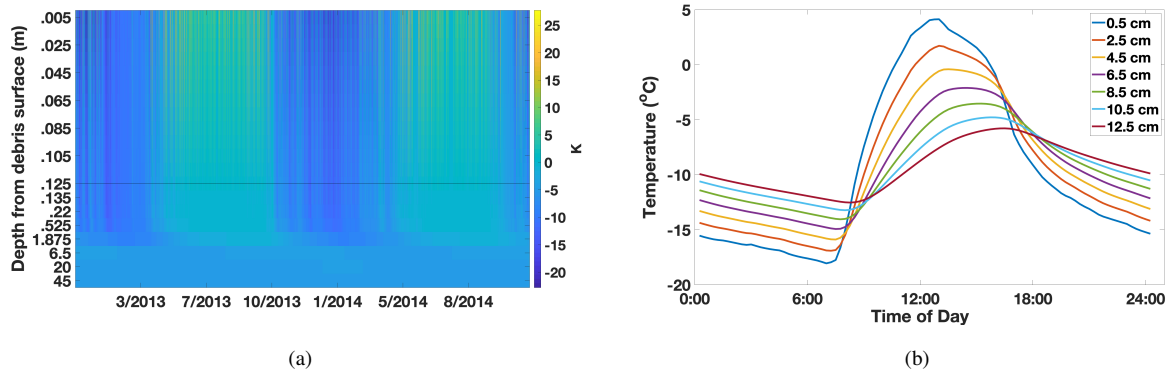 .005
.025
.045
.065
.085
.105
.125
.135
.22
.525
1.875
6.5
20
45
Depth from debris surface (m)
3/2013 7/2013 10/2013 1/2014 5/2014 8/2014
25
20
15
10
5
0
-5
-10
-15
-20
K
(a)
5
0
-5
-10
-15
-20
Temperature (°C)
0:00 6:00 12:00 18:00 24:00
Time of Day
0.5 cm
2.5 cm
4.5 cm
6.5 cm
8.5 cm
10.5 cm
12.5 cm
(b)